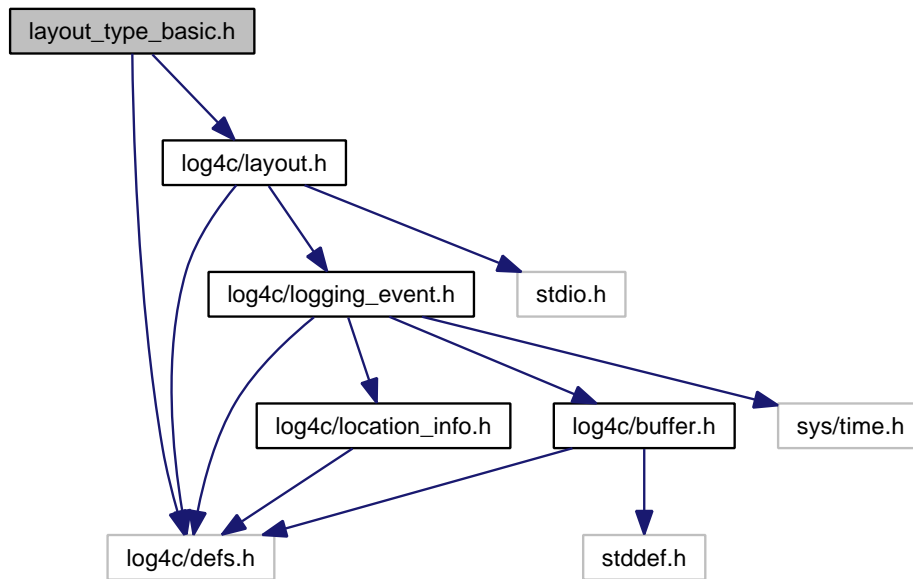 layout_type_basic.h
log4c/layout.h
log4c/logging_event.h
stdio.h
log4c/location_info.h
log4c/buffer.h
sys/time.h
log4c/defs.h
stddef.h